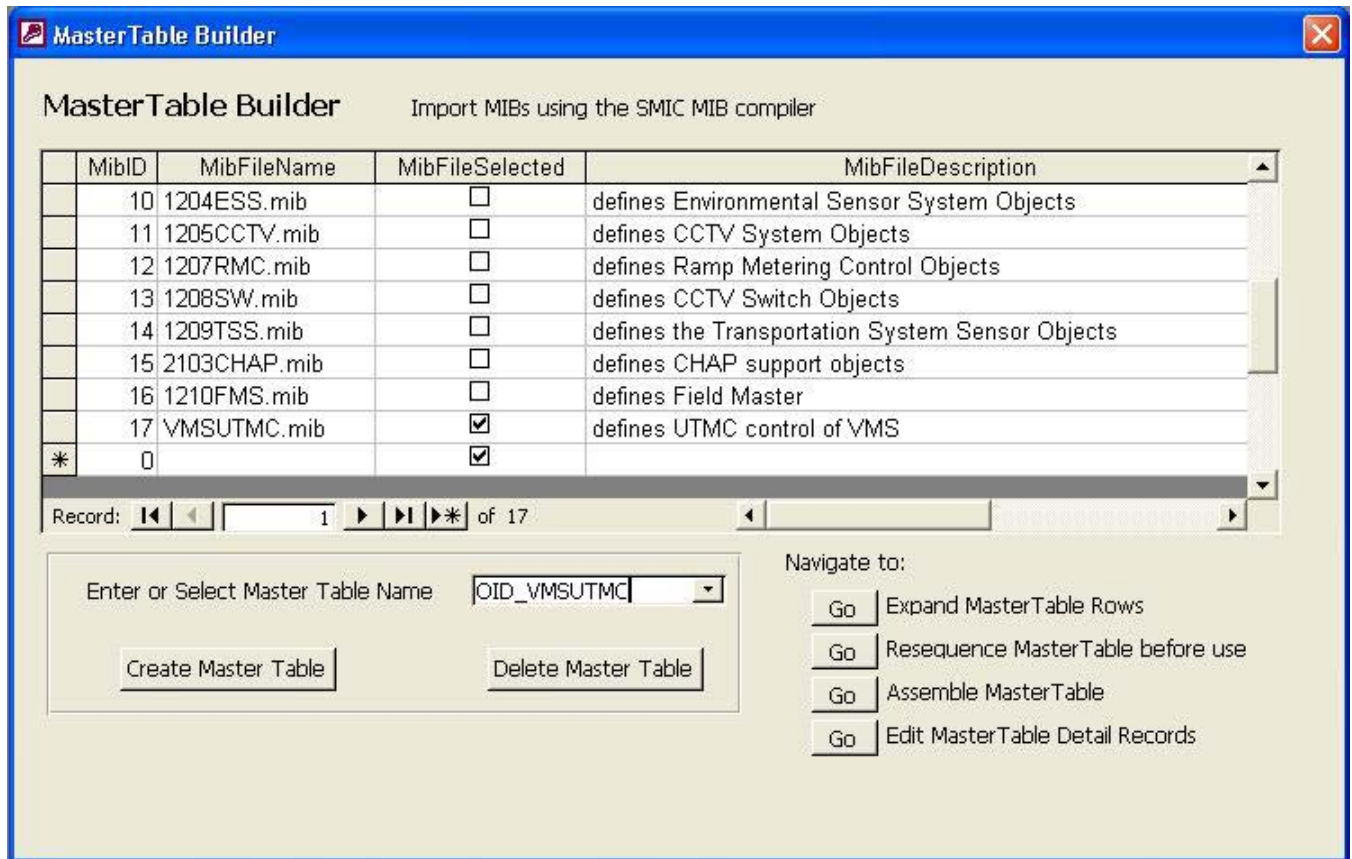 MasterTable Builder
MasterTable Builder Import MIBs using the SMIC MIB compiler
MibID MibFileName MibFileSelected MibFileDescription
10 1204ESS.mib defines Environmental Sensor System Objects
11 1205CCTV.mib defines CCTV System Objects
12 1207RMC.mib defines Ramp Metering Control Objects
13 1208SW.mib defines CCTV Switch Objects
14 1209TSS.mib defines the Transportation System Sensor Objects
15 2103CHAP.mib defines CHAP support objects
16 1210FMS.mib defines Field Master
17 VMSUTMC.mib defines UTMC control of VMS
0
Record: 1 of 17
Enter or Select Master Table Name OID_VMSUTMC
Create Master Table Delete Master Table
Navigate to:
Go Expand MasterTable Rows
Go Resequence MasterTable before use
Go Assemble MasterTable
Go Edit MasterTable Detail Records